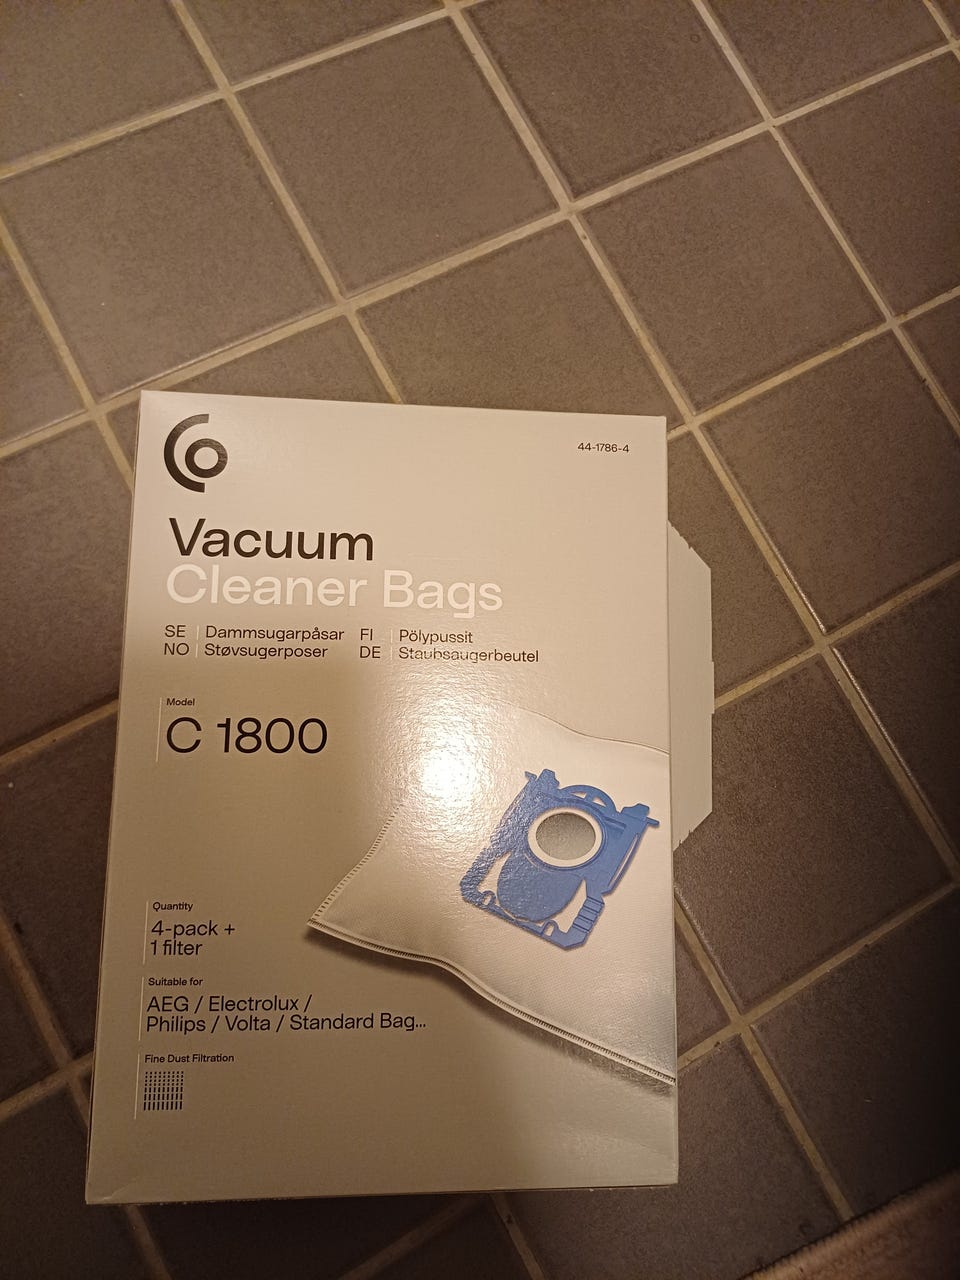 44-1786-4
Vacuum
Cleaner Bags
SE Dammsugarpåsar FI Pölypussit
NO Støvsugerposer DE Staubsaugerbeutel
Model
C 1800
Quantity
4-pack +
1 filter
Suitable for
AEG / Electrolux /
Philips / Volta / Standard Bag...
Fine Dust Filtration